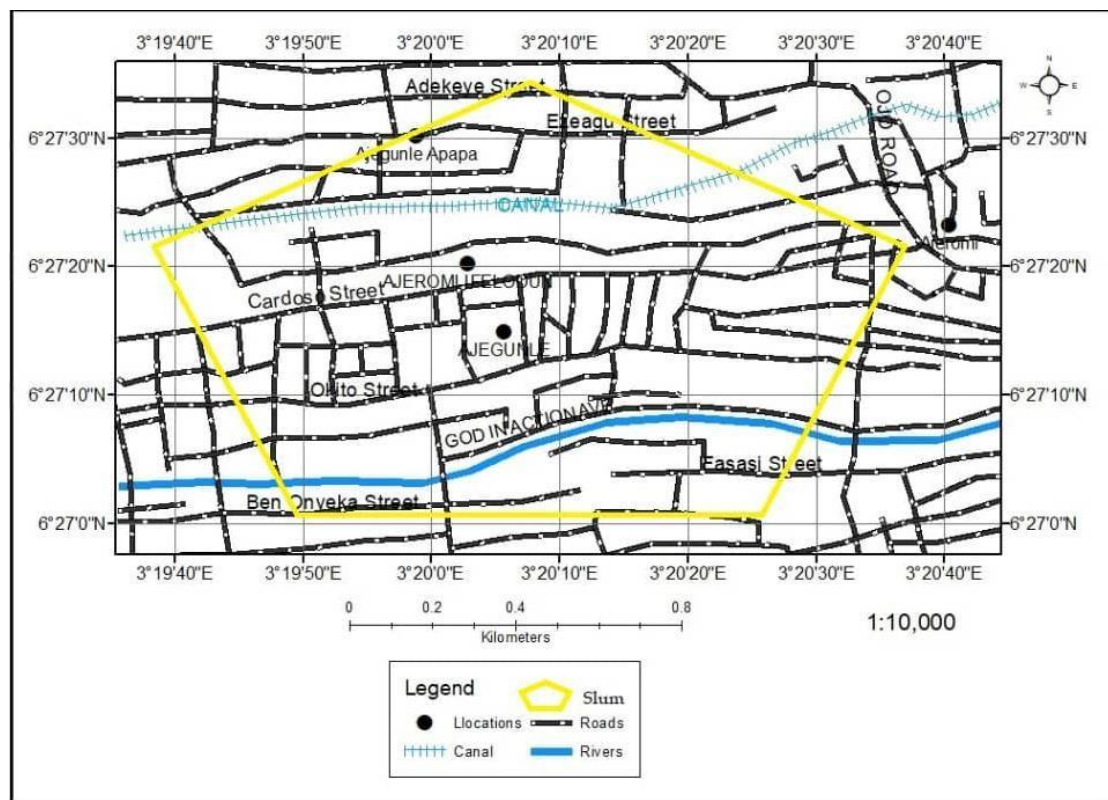 3°19'40"E 3°19'50"E 3°20'0"E 3°20'10"E 3°20'20"E 3°20'30"E 3°20'40"E
N
W E
S
Adekeye Street
OJO ROAD
Ezeagu Street
6°27'30"N 6°27'30"N
Ajegunle Apapa
CANAL
Ajeromi
6°27'20"N 6°27'20"N
AJEROMI IFELODUN
Cardoso Street
AJEGUNLE
6°27'10"N 6°27'10"N
Okito Street
GOD IN ACTION AVE
Fasasi Street
Ben Onyeka Street
6°27'0"N 6°27'0"N
3°19'40"E 3°19'50"E 3°20'0"E 3°20'10"E 3°20'20"E 3°20'30"E 3°20'40"E
0 0.2 0.4 0.8
Kilometers
1:10,000
Legend
Slum
Llocations
Roads
Canal
Rivers